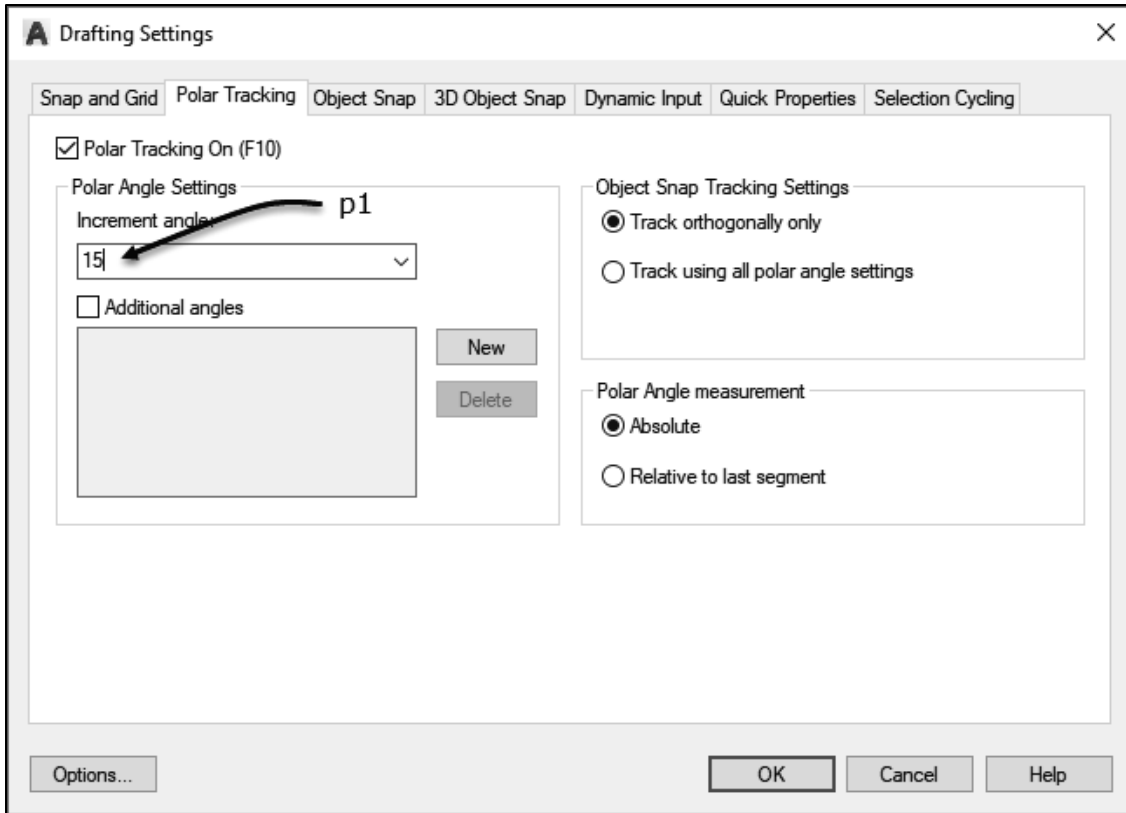 Drafting Settings
Snap and Grid Polar Tracking Object Snap 3D Object Snap Dynamic Input Quick Properties Selection Cycling
Polar Tracking On (F10)
Polar Angle Settings
Increment angle:
p1
15
Additional angles
New
Delete
Object Snap Tracking Settings
Track orthogonally only
Track using all polar angle settings
Polar Angle measurement
Absolute
Relative to last segment
Options...
OK
Cancel
Help